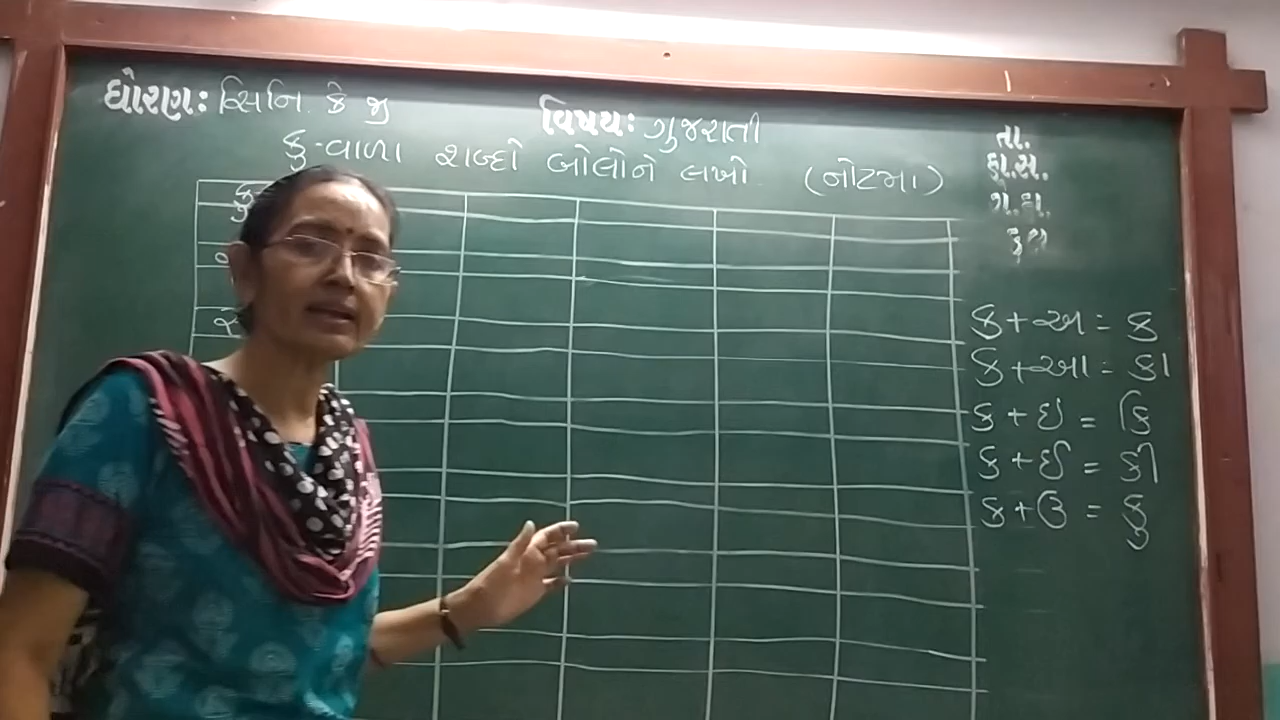 ધોરણ: સિનિ. કે જી
વિષય: ગુજરાતી
કુ-વાળા શબ્દો બોલોને લખો. (નોટમા)
તા.
હા.સ.
ગે.હા.
કુલ
ક + અ = ક
ક + આ = કા
ક + ઇ = કિ
ક + ઈ = કી
ક + ઉ = કુ